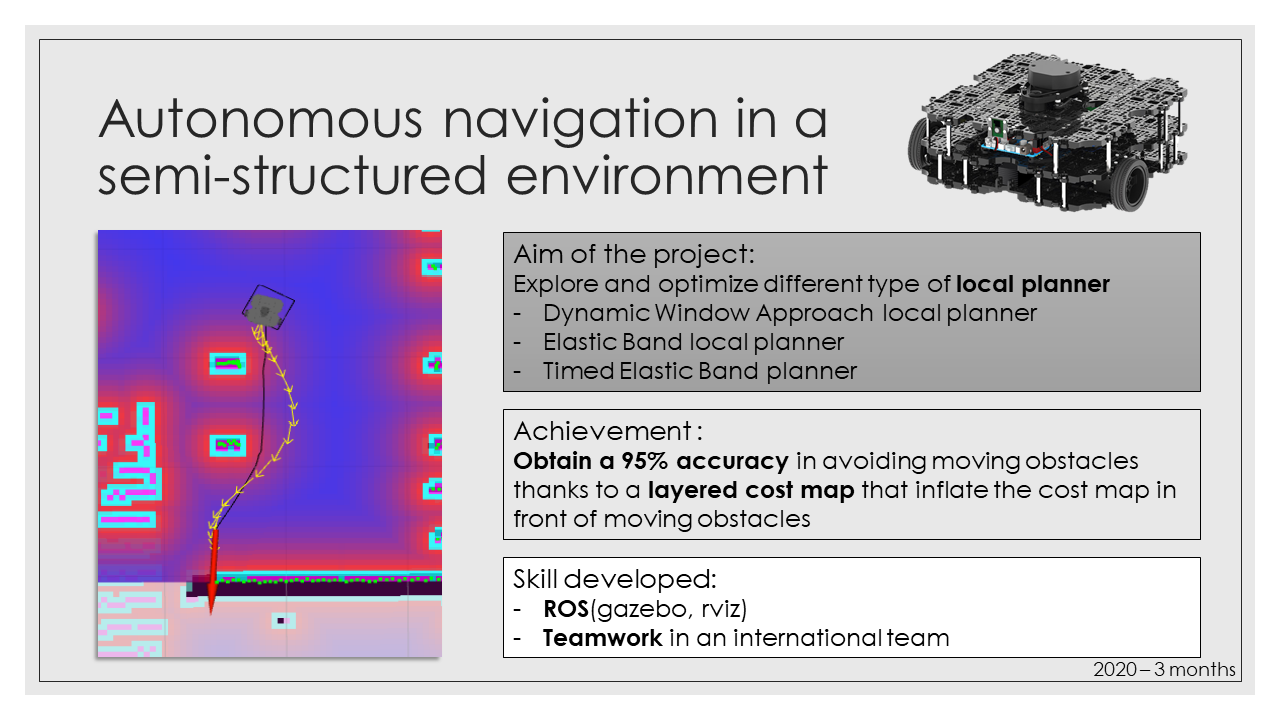 Autonomous navigation in a
semi-structured environment
Aim of the project:
Explore and optimize different type of local planner
- Dynamic Window Approach local planner
- Elastic Band local planner
- Timed Elastic Band planner
Achievement :
Obtain a 95% accuracy in avoiding moving obstacles
thanks to a layered cost map that inflate the cost map in
front of moving obstacles
Skill developed:
- ROS(gazebo, rviz)
- Teamwork in an international team
2020 – 3 months